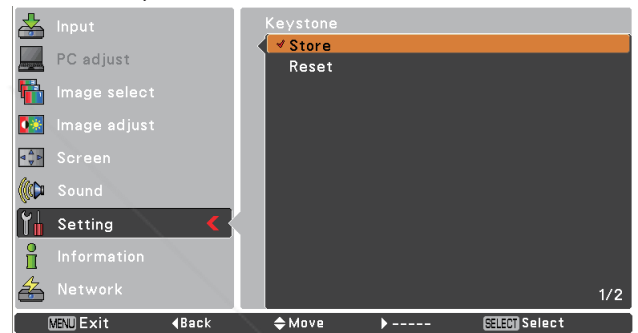 Input
PC adjust
Image select
Image adjust
Screen
Sound
Setting
Information
Network
Keystone
Store
Reset
1/2
MENU Exit Back Move ----- SELECT Select